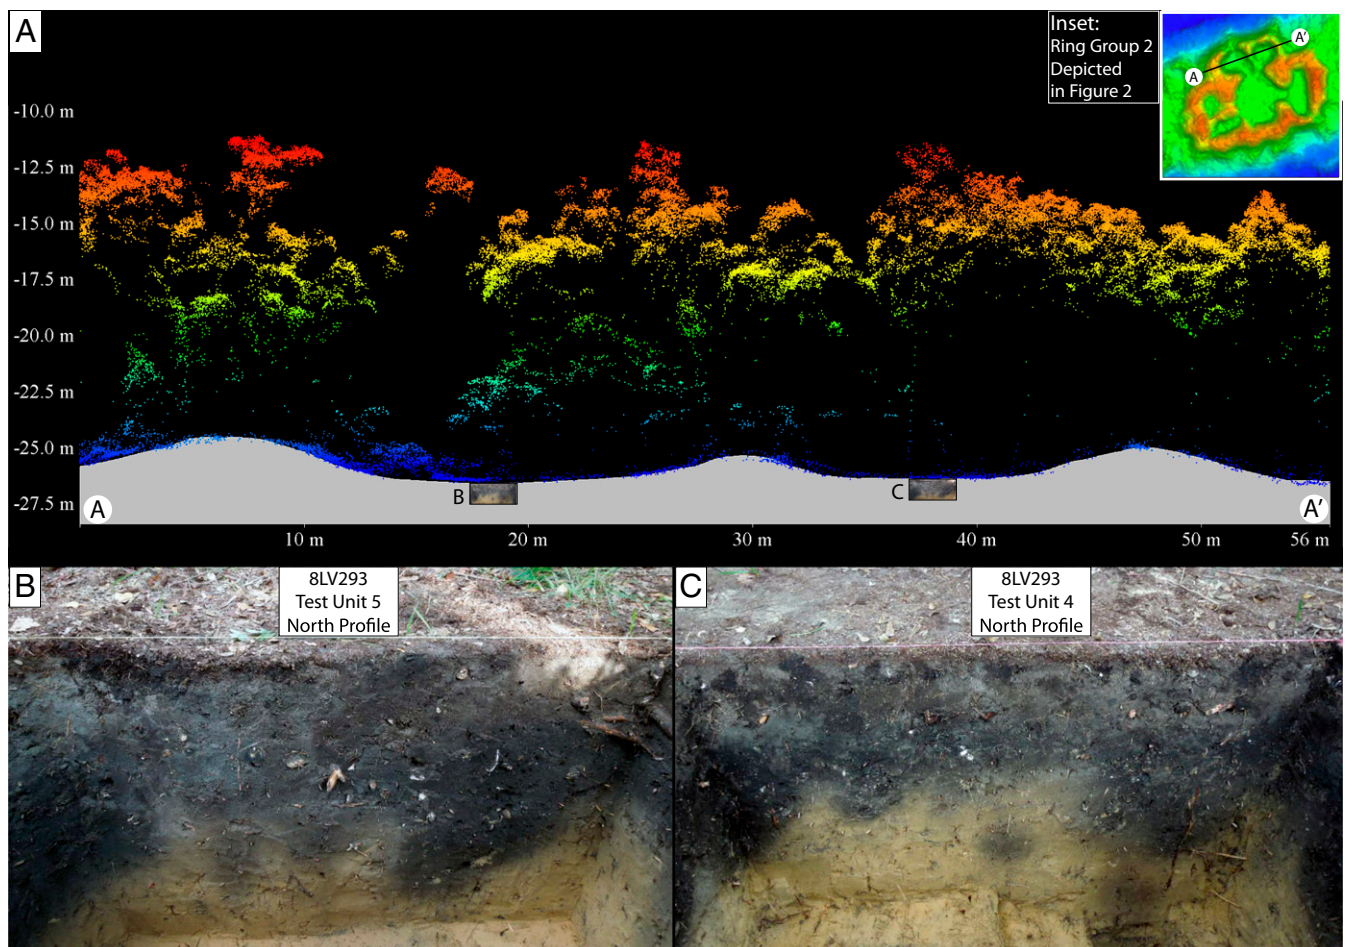 A
Inset:
Ring Group 2
Depicted
in Figure 2
A
A'
-10.0 m
-12.5 m
-15.0 m
-17.5 m
-20.0 m
-22.5 m
-25.0 m
-27.5 m
A
B
C
A'
10 m
20 m
30 m
40 m
50 m
56 m
B
8LV293
Test Unit 5
North Profile
C
8LV293
Test Unit 4
North Profile